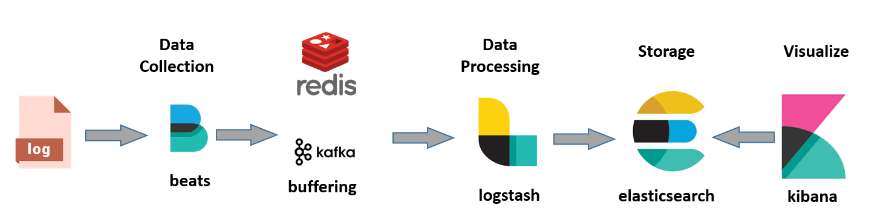 Data
Collection
redis
Data
Processing
Storage
Visualize
log
kafka
beats
buffering
logstash
elasticsearch
kibana